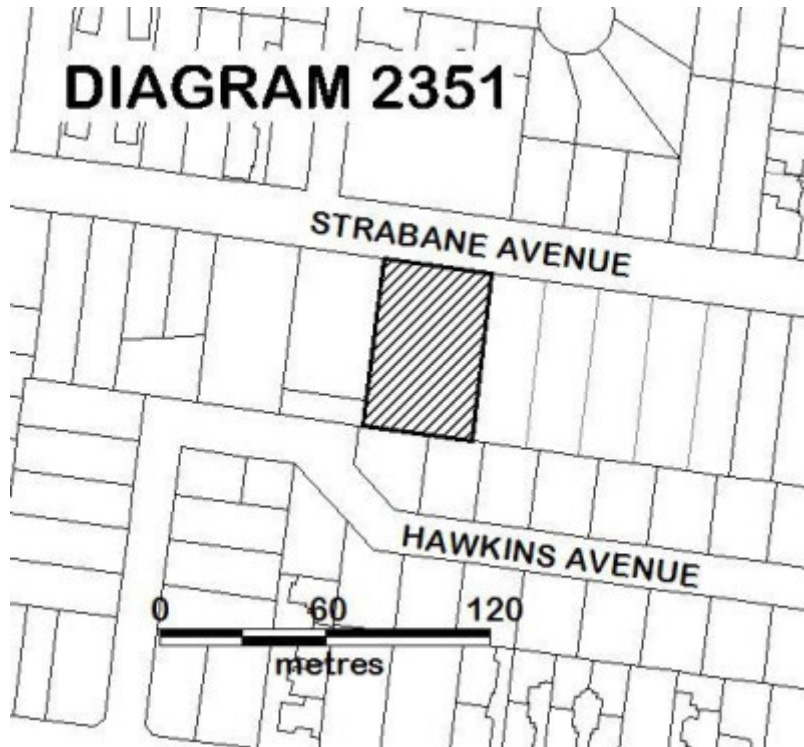 DIAGRAM 2351
STRABANE AVENUE
HAWKINS AVENUE
0 60 120
metres